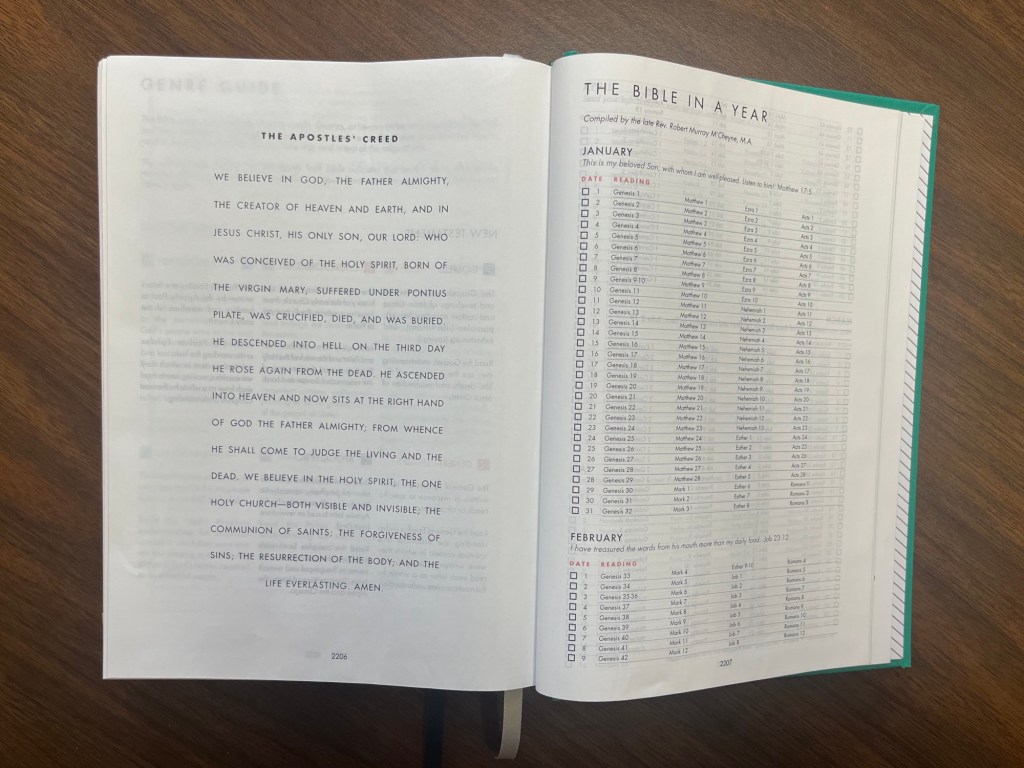 THE APOSTLES' CREED
WE BELIEVE IN GOD, THE FATHER ALMIGHTY,
THE CREATOR OF HEAVEN AND EARTH, AND IN
JESUS CHRIST, HIS ONLY SON, OUR LORD: WHO
WAS CONCEIVED OF THE HOLY SPIRIT, BORN OF
THE VIRGIN MARY, SUFFERED UNDER PONTIUS
PILATE, WAS CRUCIFIED, DIED, AND WAS BURIED.
HE DESCENDED INTO HELL. ON THE THIRD DAY
HE ROSE AGAIN FROM THE DEAD. HE ASCENDED
INTO HEAVEN AND NOW SITS AT THE RIGHT HAND
OF GOD THE FATHER ALMIGHTY; FROM WHENCE
HE SHALL COME TO JUDGE THE LIVING AND THE
DEAD. WE BELIEVE IN THE HOLY SPIRIT, THE ONE
HOLY CHURCH—BOTH VISIBLE AND INVISIBLE; THE
COMMUNION OF SAINTS; THE FORGIVENESS OF
SINS; THE RESURRECTION OF THE BODY; AND THE
LIFE EVERLASTING. AMEN.
2206
THE BIBLE IN A YEAR
Compiled by the late Rev. Robert Murray M'Cheyne, M.A.
JANUARY
This is my beloved Son, with whom I am well pleased. Listen to him! Matthew 17:5
DATE READING
1 Genesis 1 Matthew 1 Ezra 1 Acts 1
2 Genesis 2 Matthew 2 Ezra 2 Acts 2
3 Genesis 3 Matthew 3 Ezra 3 Acts 3
4 Genesis 4 Matthew 4 Ezra 4 Acts 4
5 Genesis 5 Matthew 5 Ezra 5 Acts 5
6 Genesis 6 Matthew 6 Ezra 6 Acts 6
7 Genesis 7 Matthew 7 Ezra 7 Acts 7
8 Genesis 8 Matthew 8 Ezra 8 Acts 8
9 Genesis 9-10 Matthew 9 Ezra 9 Acts 9
10 Genesis 11 Matthew 10 Ezra 10 Acts 10
11 Genesis 12 Matthew 11 Nehemiah 1 Acts 11
12 Genesis 13 Matthew 12 Nehemiah 2 Acts 12
13 Genesis 14 Matthew 13 Nehemiah 3 Acts 13
14 Genesis 15 Matthew 14 Nehemiah 4 Acts 14
15 Genesis 16 Matthew 15 Nehemiah 5 Acts 15
16 Genesis 17 Matthew 16 Nehemiah 6 Acts 16
17 Genesis 18 Matthew 17 Nehemiah 7 Acts 17
18 Genesis 19 Matthew 18 Nehemiah 8 Acts 18
19 Genesis 20 Matthew 19 Nehemiah 9 Acts 19
20 Genesis 21 Matthew 20 Nehemiah 10 Acts 20
21 Genesis 22 Matthew 21 Nehemiah 11 Acts 21
22 Genesis 23 Matthew 22 Nehemiah 12 Acts 22
23 Genesis 24 Matthew 23 Nehemiah 13 Acts 23
24 Genesis 25 Matthew 24 Esther 1 Acts 24
25 Genesis 26 Matthew 25 Esther 2 Acts 25
26 Genesis 27 Matthew 26 Esther 3 Acts 26
27 Genesis 28 Matthew 27 Esther 4 Acts 27
28 Genesis 29 Matthew 28 Esther 5 Acts 28
29 Genesis 30 Mark 1 Esther 6 Romans 1
30 Genesis 31 Mark 2 Esther 7 Romans 2
31 Genesis 32 Mark 3 Esther 8 Romans 3
FEBRUARY
I have treasured the words from his mouth more than my daily food. Job 23:12
DATE READING
1 Genesis 33 Mark 4 Esther 9-10 Romans 4
2 Genesis 34 Mark 5 Job 1 Romans 5
3 Genesis 35-36 Mark 6 Job 2 Romans 6
4 Genesis 37 Mark 7 Job 3 Romans 7
5 Genesis 38 Mark 8 Job 4 Romans 8
6 Genesis 39 Mark 9 Job 5 Romans 9
7 Genesis 40 Mark 10 Job 6 Romans 10
8 Genesis 41 Mark 11 Job 7 Romans 11
9 Genesis 42 Mark 12 Job 8 Romans 12
2207